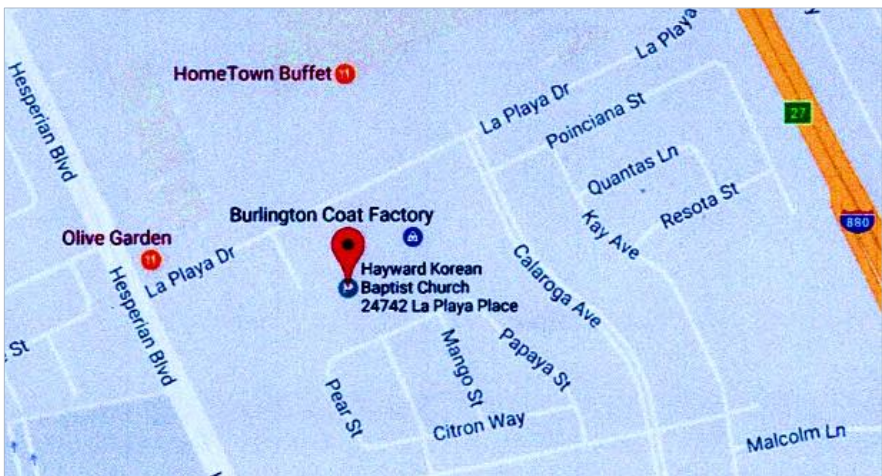 La Playa
HomeTown Buffet
Hesperian Blvd
La Playa Dr
Poinciana St
27
Quantas Ln
Resota St
Burlington Coat Factory
Kay Ave
880
Olive Garden
La Playa Dr
Hayward Korean
Baptist Church
24742 La Playa Place
Calaroga Ave
Hesperian Blvd
Mango St
Papaya St
Pear St
Citron Way
Malcolm Ln
St